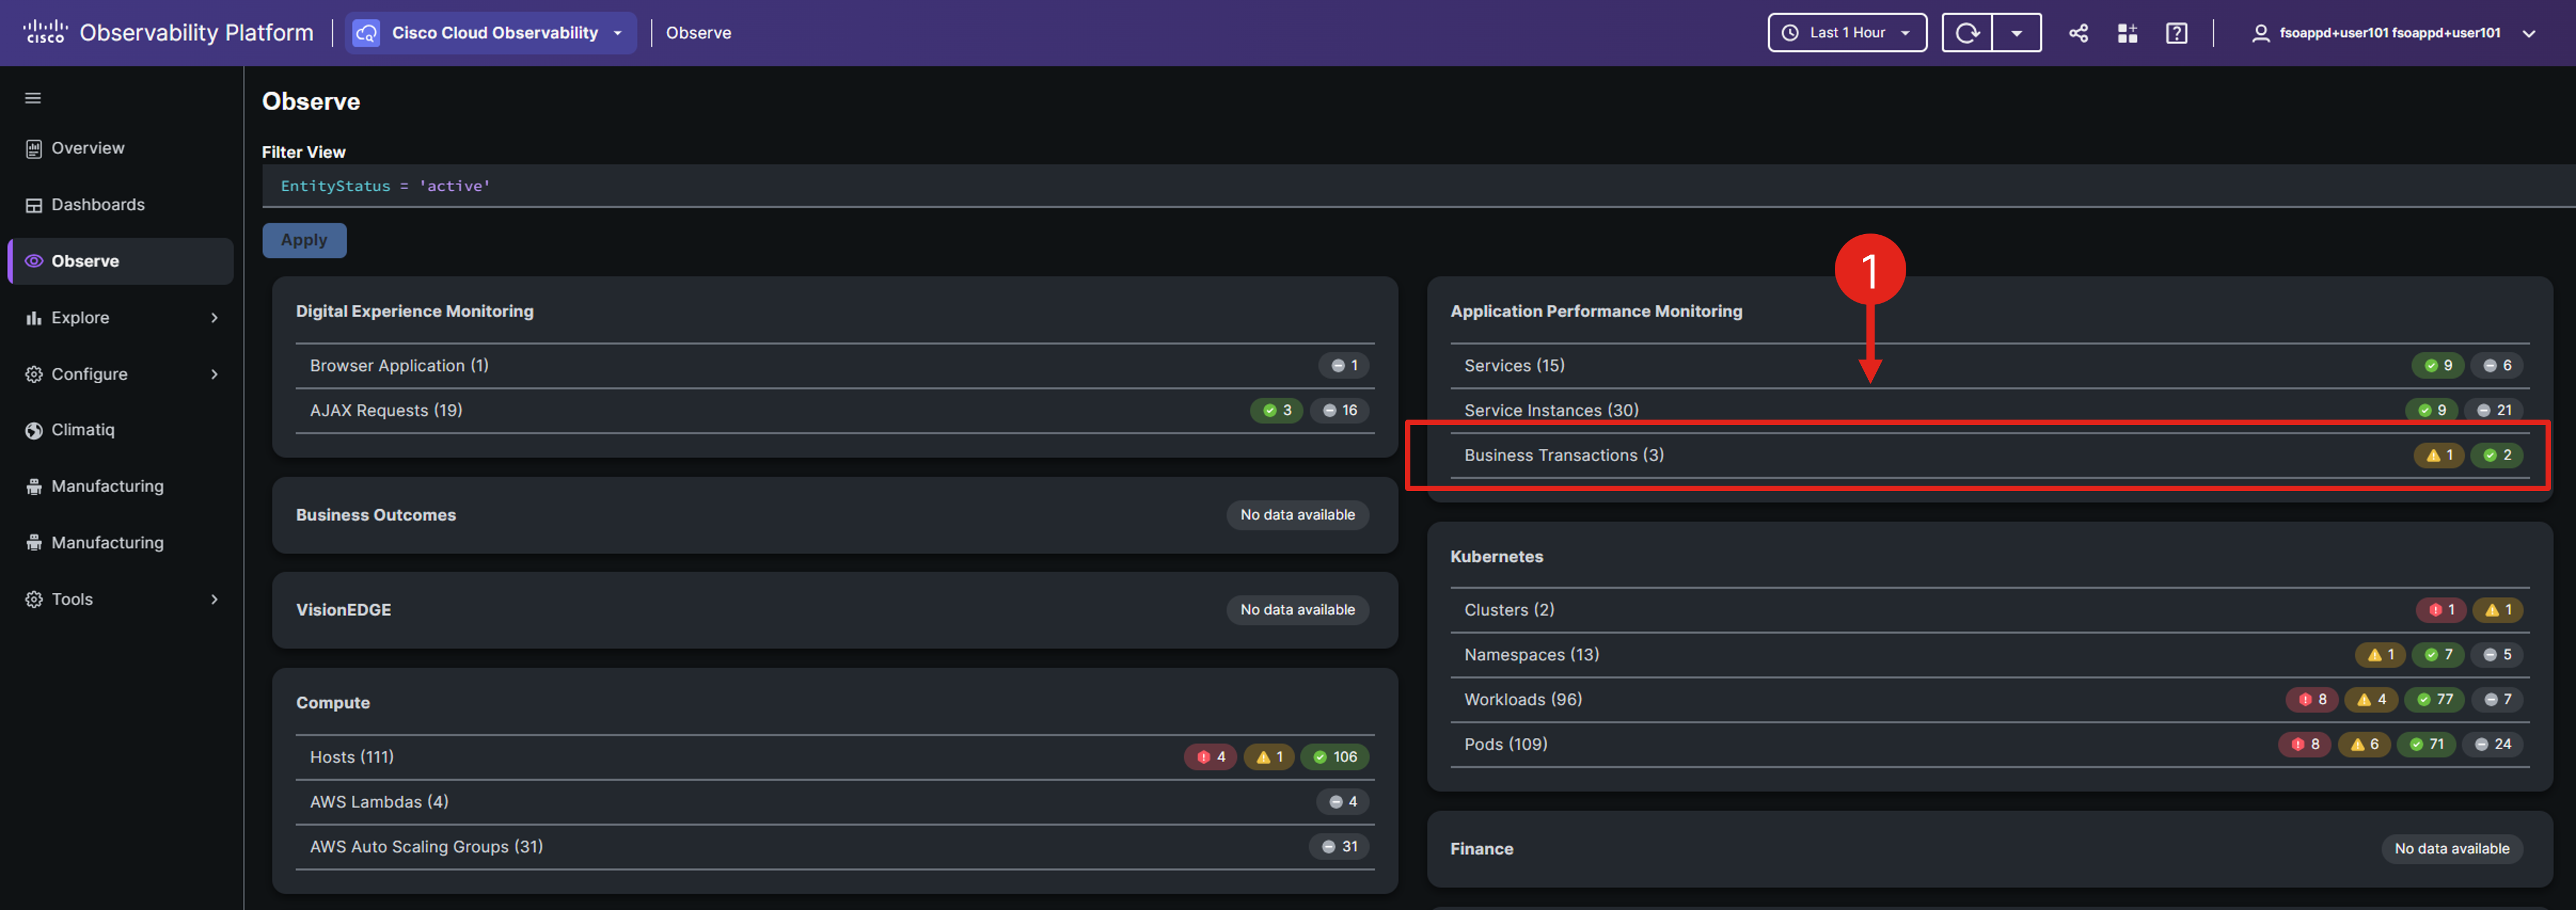 cisco Observability Platform
Cisco Cloud Observability
Observe
Last 1 Hour
?
fsoappd+user101 fsoappd+user101
Overview
Dashboards
Observe
Explore
Configure
Climatiq
Manufacturing
Manufacturing
Tools
Observe
Filter View
EntityStatus = 'active'
Apply
Digital Experience Monitoring
Browser Application (1) 1
AJAX Requests (19) 3 16
Business Outcomes No data available
VisionEDGE No data available
Compute
Hosts (111) 4 1 106
AWS Lambdas (4) 4
AWS Auto Scaling Groups (31) 31
1
Application Performance Monitoring
Services (15) 9 6
Service Instances (30) 9 21
Business Transactions (3) 1 2
Kubernetes
Clusters (2) 1 1
Namespaces (13) 1 7 5
Workloads (96) 8 4 77 7
Pods (109) 8 6 71 24
Finance No data available